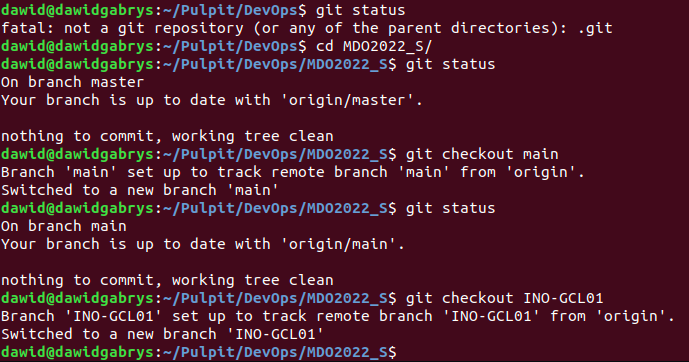 dawid@dawidgabrys:~/Pulpit/DevOps$ git status
fatal: not a git repository (or any of the parent directories): .git
dawid@dawidgabrys:~/Pulpit/DevOps$ cd MDO2022_S/
dawid@dawidgabrys:~/Pulpit/DevOps/MDO2022_S$ git status
On branch master
Your branch is up to date with 'origin/master'.

nothing to commit, working tree clean
dawid@dawidgabrys:~/Pulpit/DevOps/MDO2022_S$ git checkout main
Branch 'main' set up to track remote branch 'main' from 'origin'.
Switched to a new branch 'main'
dawid@dawidgabrys:~/Pulpit/DevOps/MDO2022_S$ git status
On branch main
Your branch is up to date with 'origin/main'.

nothing to commit, working tree clean
dawid@dawidgabrys:~/Pulpit/DevOps/MDO2022_S$ git checkout INO-GCL01
Branch 'INO-GCL01' set up to track remote branch 'INO-GCL01' from 'origin'.
Switched to a new branch 'INO-GCL01'
dawid@dawidgabrys:~/Pulpit/DevOps/MDO2022_S$